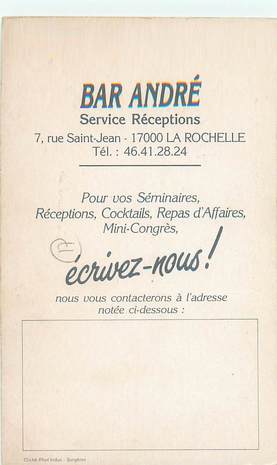 BAR ANDRÉ
Service Réceptions
7, rue Saint-Jean - 17000 LA ROCHELLE
Tél. : 46.41.28.24
Pour vos Séminaires,
Réceptions, Cocktails, Repas d'Affaires,
Mini-Congrès,
écrivez-nous!
nous vous contacterons à l'adresse
notée ci-dessous :